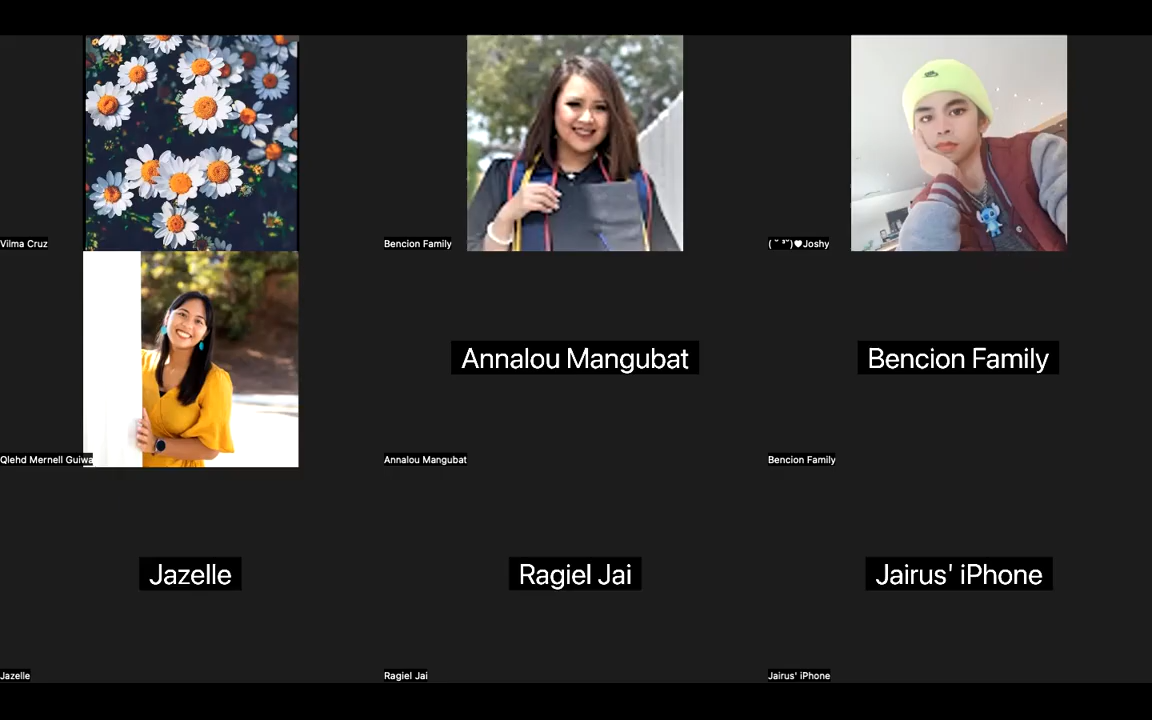 Vilma Cruz
Bencion Family
( ˘ ³˘)♥Joshy
Qlehd Mernell Guiwa
Annalou Mangubat
Annalou Mangubat
Bencion Family
Bencion Family
Jazelle
Jazelle
Ragiel Jai
Ragiel Jai
Jairus' iPhone
Jairus' iPhone